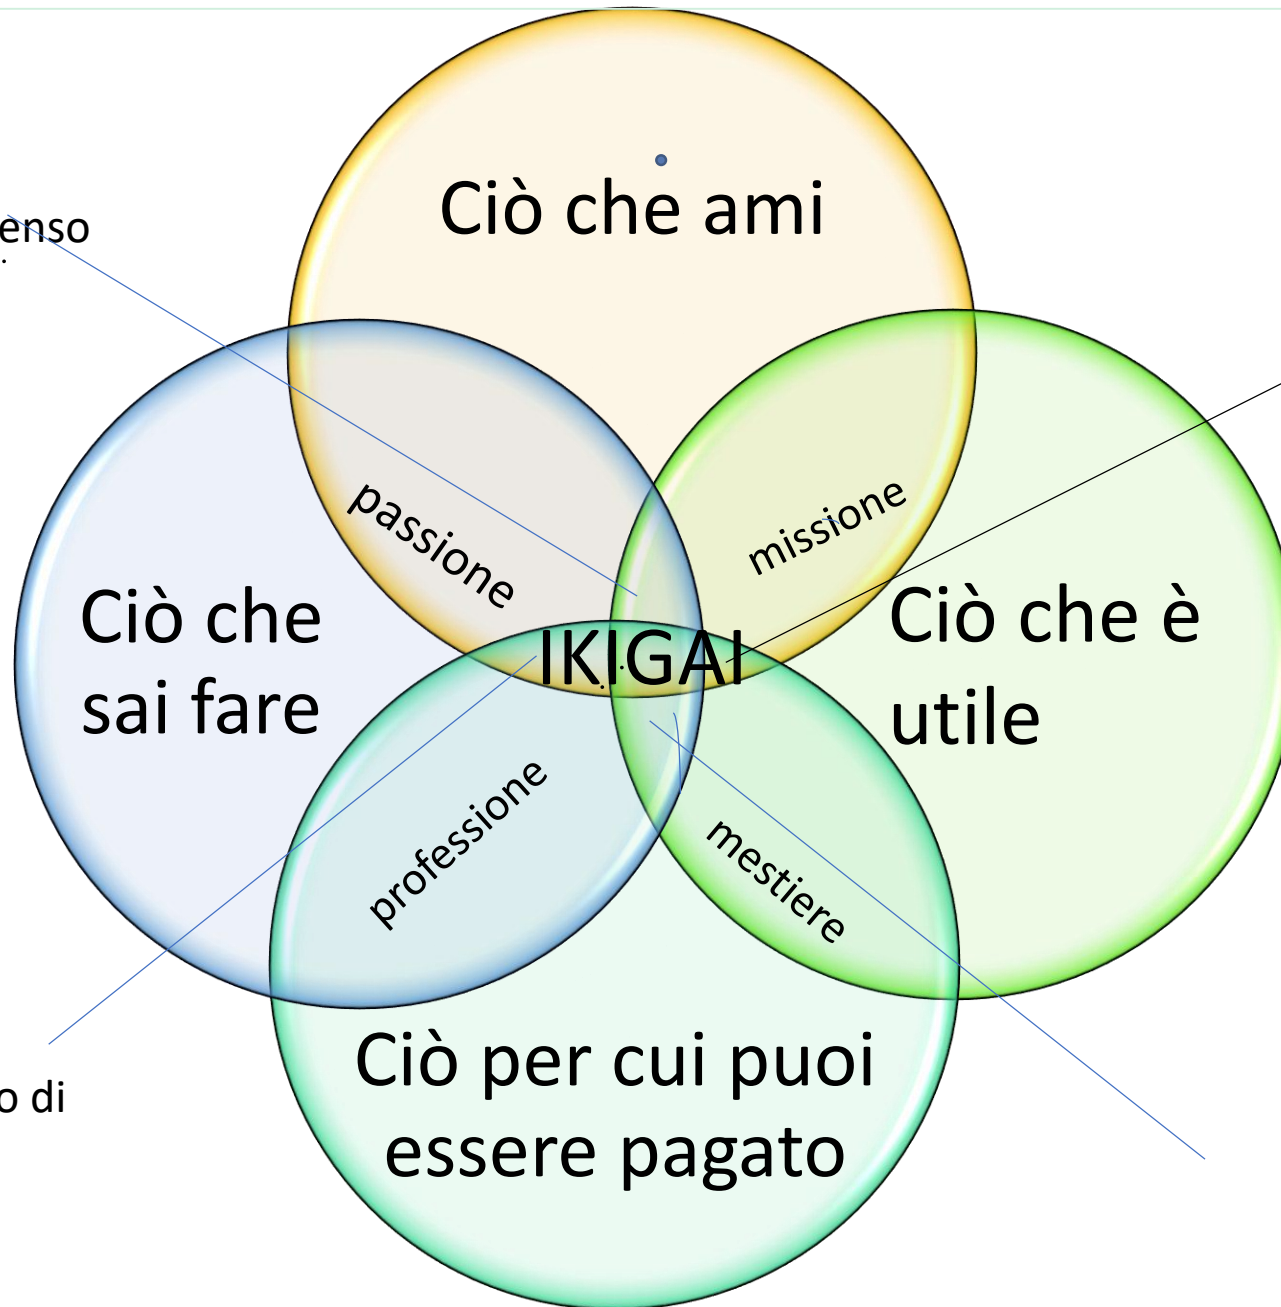 Ciò che ami
enso
.
passione
missione
Ciò che
sai fare
IKIGAI
Ciò che è
utile
professione
mestiere
Ciò per cui puoi
essere pagato
o di